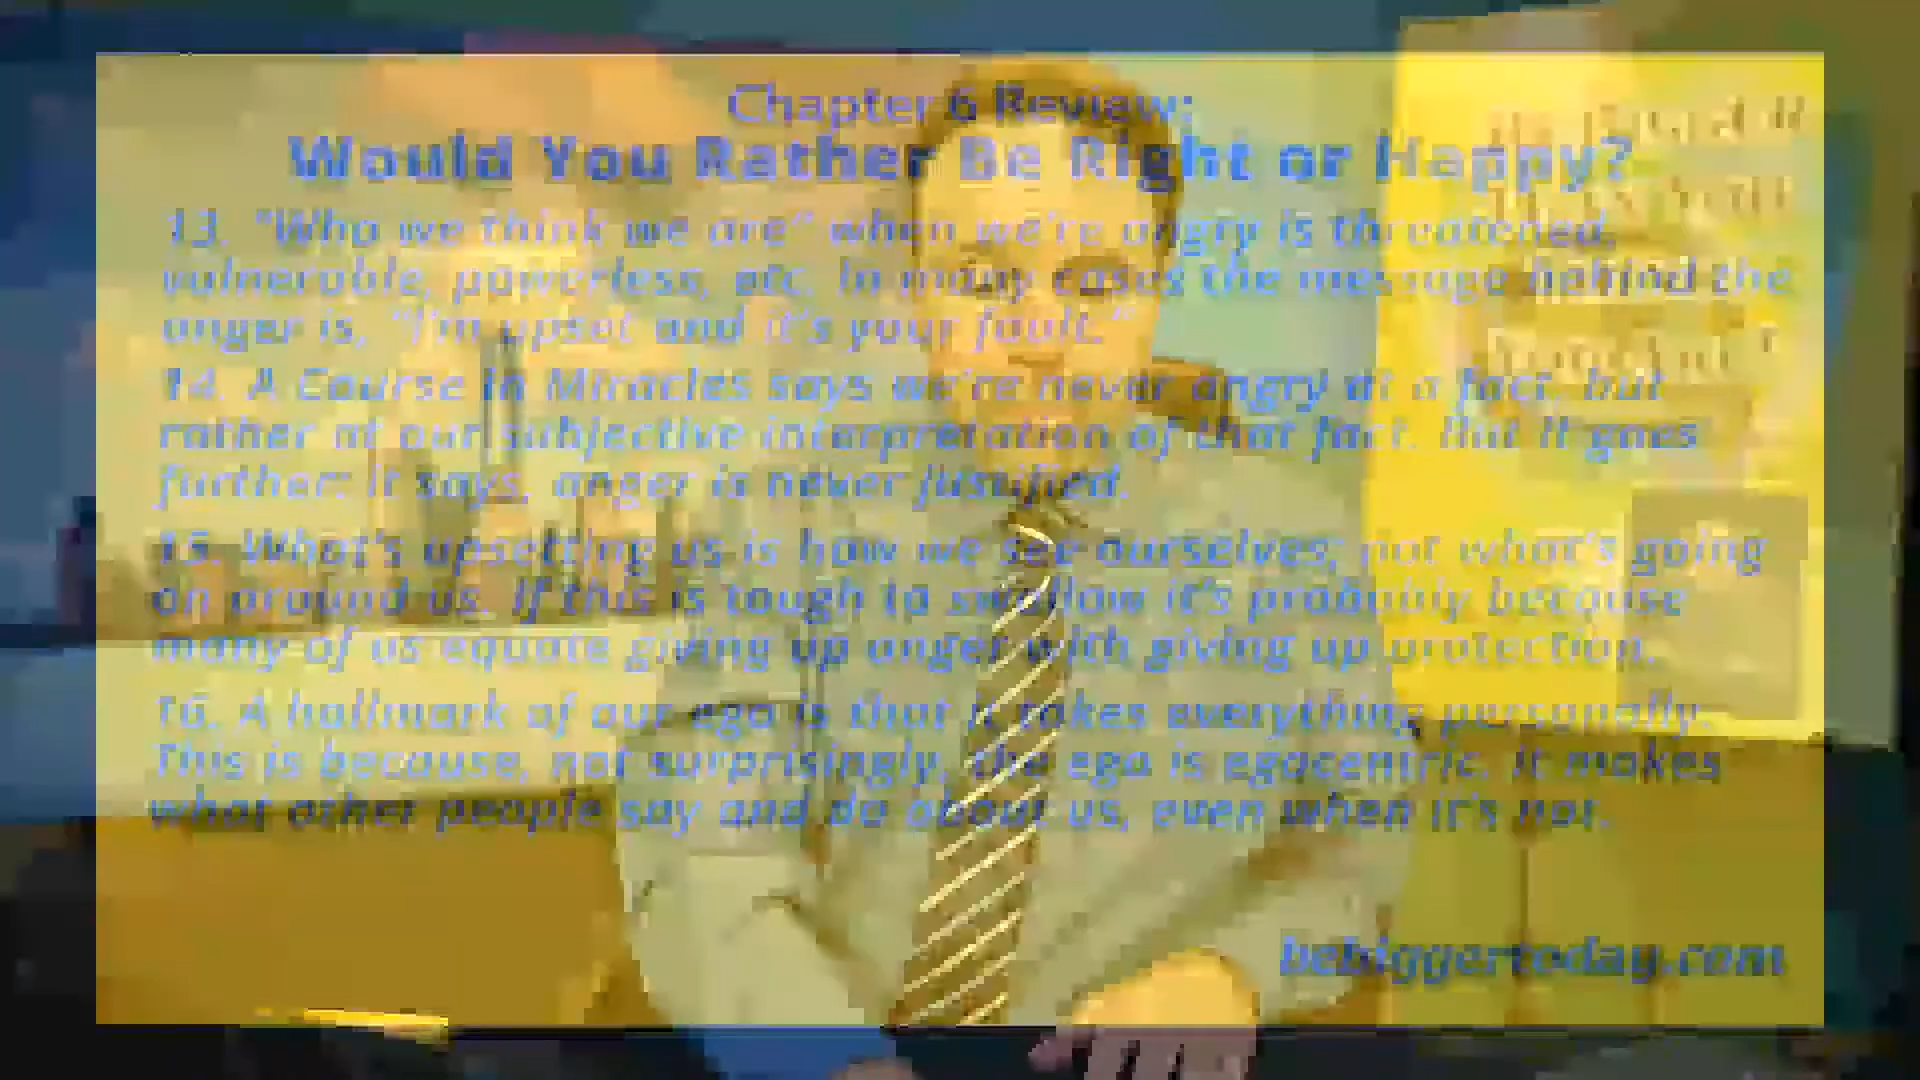 Chapter 6 Review:
Would You Rather Be Right or Happy?
13. "Who we think we are" when we're angry is threatened,
vulnerable, powerless, etc. In many cases the message behind the
anger is, "I'm upset and it's your fault."
14. A Course in Miracles says we're never angry at a fact, but
rather at our subjective interpretation of that fact. But it goes
further: it says, anger is never justified.
15. What's upsetting us is how we see ourselves; not what's going
on around us. If this is tough to swallow it's probably because
many of us equate giving up anger with giving up protection.
16. A hallmark of our ego is that it takes everything personally.
This is because, not surprisingly, the ego is egocentric. It makes
what other people say and do about us, even when it's not.
bebiggertoday.com